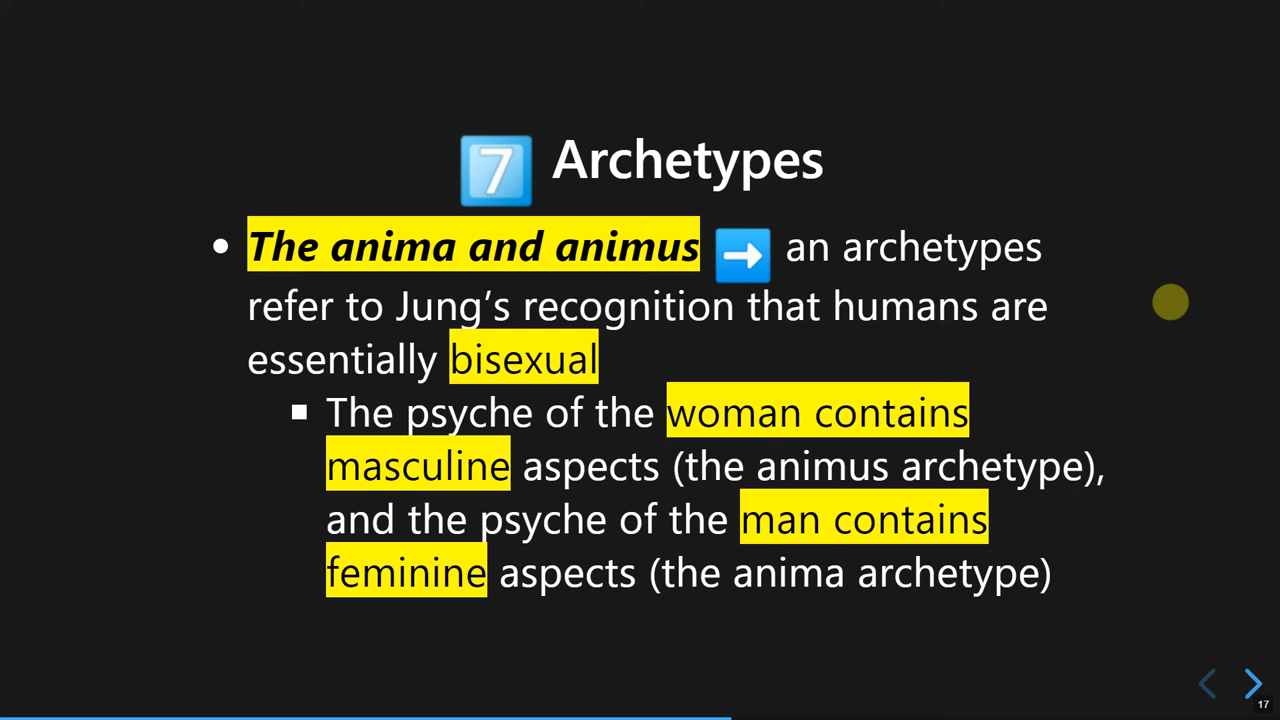 7️⃣ Archetypes
• The anima and animus ➡️ an archetypes
refer to Jung’s recognition that humans are
essentially bisexual
▪ The psyche of the woman contains
masculine aspects (the animus archetype),
and the psyche of the man contains
feminine aspects (the anima archetype)
17